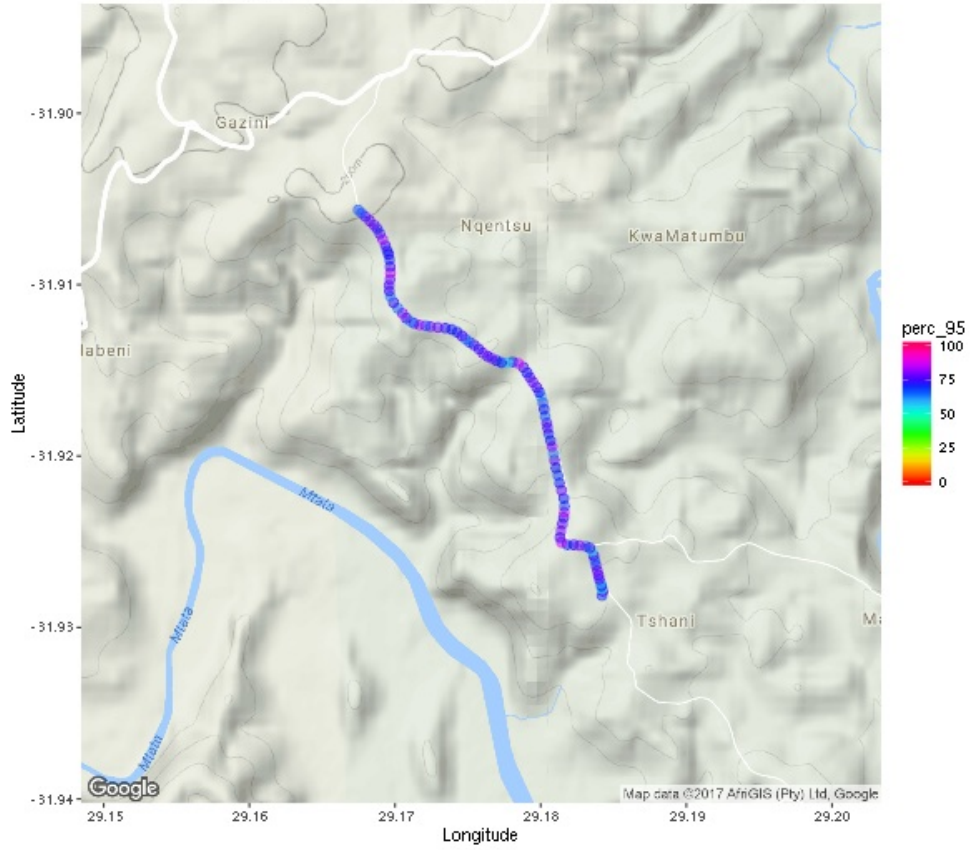 -31.90
-31.91
-31.92
-31.93
-31.94
Latitude
Gazini
Nqentsu
KwaMatumbu
labeni
Mtata
Mtata
Mtata
Tshani
Ma
Google
Map data ©2017 AfriGIS (Pty) Ltd, Google
29.15 29.16 29.17 29.18 29.19 29.20
Longitude
perc_95
100
75
50
25
0